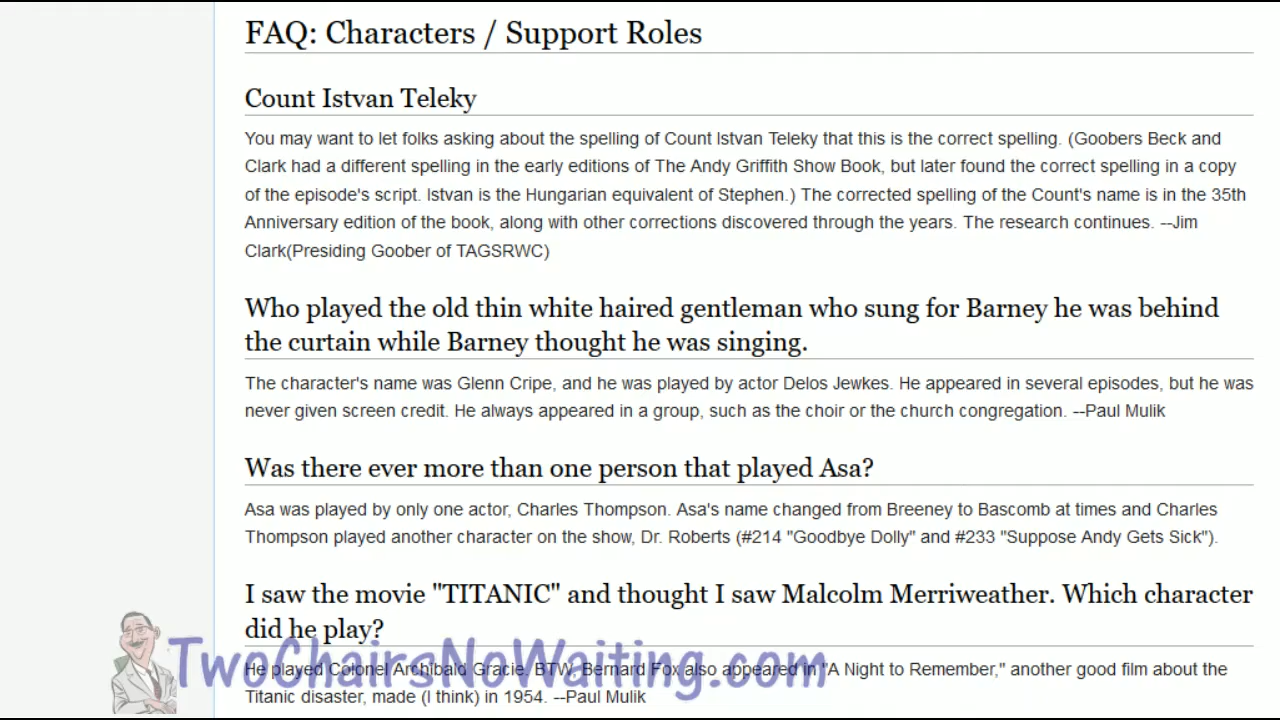 FAQ: Characters / Support Roles
Count Istvan Teleky
You may want to let folks asking about the spelling of Count Istvan Teleky that this is the correct spelling. (Goobers Beck and
Clark had a different spelling in the early editions of The Andy Griffith Show Book, but later found the correct spelling in a copy
of the episode's script. Istvan is the Hungarian equivalent of Stephen.) The corrected spelling of the Count's name is in the 35th
Anniversary edition of the book, along with other corrections discovered through the years. The research continues. --Jim
Clark(Presiding Goober of TAGSRWC)
Who played the old thin white haired gentleman who sung for Barney he was behind
the curtain while Barney thought he was singing.
The character's name was Glenn Cripe, and he was played by actor Delos Jewkes. He appeared in several episodes, but he was
never given screen credit. He always appeared in a group, such as the choir or the church congregation. --Paul Mulik
Was there ever more than one person that played Asa?
Asa was played by only one actor, Charles Thompson. Asa's name changed from Breeney to Bascomb at times and Charles
Thompson played another character on the show, Dr. Roberts (#214 "Goodbye Dolly" and #233 "Suppose Andy Gets Sick").
I saw the movie "TITANIC" and thought I saw Malcolm Merriweather. Which character
did he play?
He played Colonel Archibald Gracie. BTW, Bernard Fox also appeared in "A Night to Remember," another good film about the
Titanic disaster, made (I think) in 1954. --Paul Mulik
TwoChairsNoWaiting.com